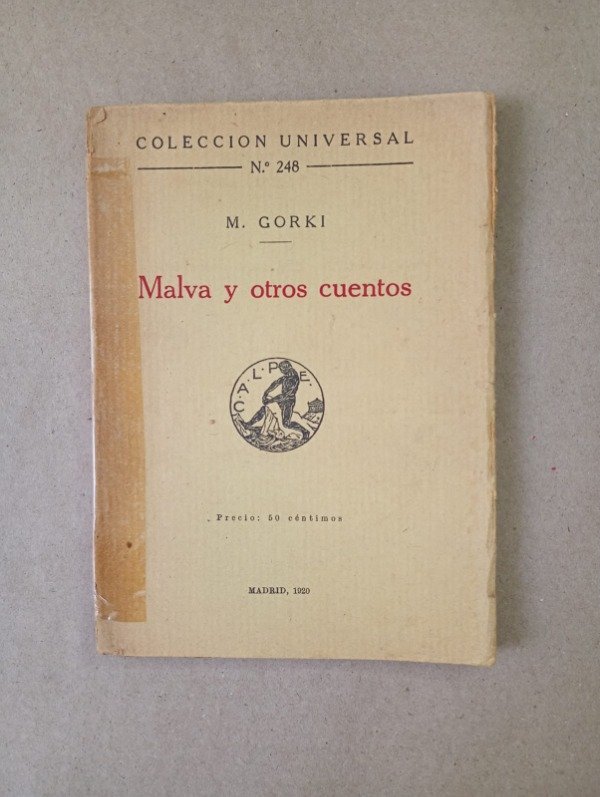 COLECCION UNIVERSAL
N.º 248
M. GORKI
Malva y otros cuentos
C·A·L·P·E·
Precio: 50 céntimos
MADRID, 1920